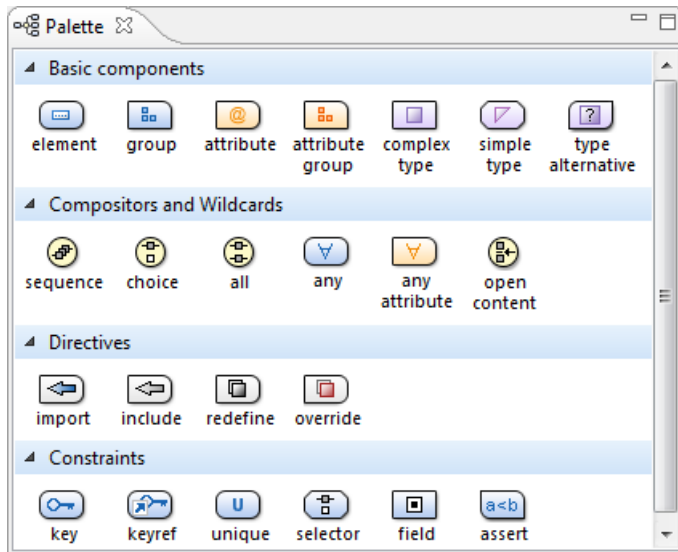 Palette
Basic components
element group attribute attribute complex simple type
group type type alternative
Compositors and Wildcards
sequence choice all any any open
attribute content
Directives
import include redefine override
Constraints
U a<b
key keyref unique selector field assert